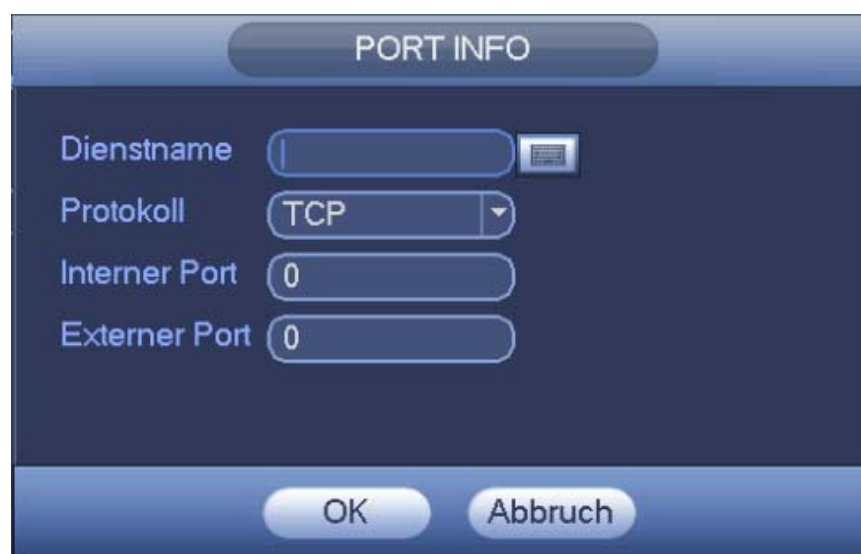 PORT INFO
Dienstname
Protokoll TCP
Interner Port 0
Externer Port 0
OK Abbruch